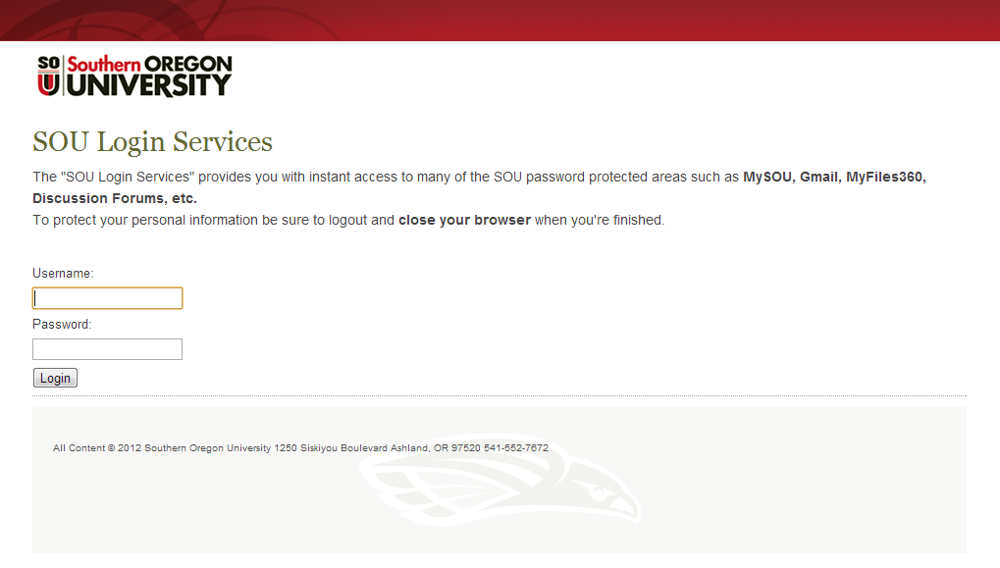 SO Southern OREGON
U UNIVERSITY
SOU Login Services
The "SOU Login Services" provides you with instant access to many of the SOU password protected areas such as MySOU, Gmail, MyFiles360,
Discussion Forums, etc.
To protect your personal information be sure to logout and close your browser when you're finished.
Username:
Password:
Login
All Content © 2012 Southern Oregon University 1250 Siskiyou Boulevard Ashland, OR 97520 541-552-7672